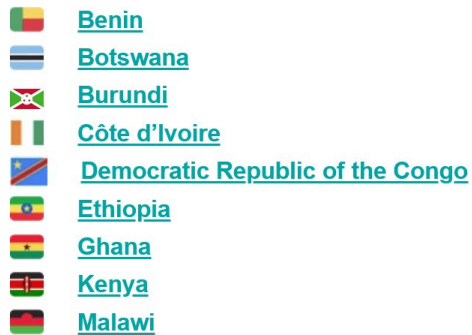 Benin
Botswana
Burundi
Côte d’Ivoire
Democratic Republic of the Congo
Ethiopia
Ghana
Kenya
Malawi